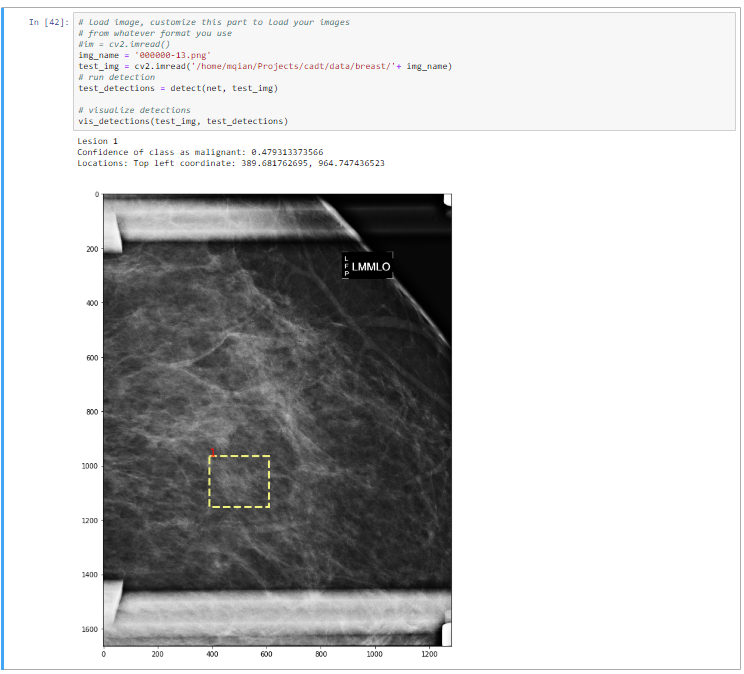 In [42]:
# Load image, customize this part to load your images
# from whatever format you use
#im = cv2.imread()
img_name = '000000-13.png'
test_img = cv2.imread('/home/mqian/Projects/cadt/data/breast/'+ img_name)
# run detection
test_detections = detect(net, test_img)
# visualize detections
vis_detections(test_img, test_detections)
Lesion 1
Confidence of class as malignant: 0.479313373566
Locations: Top left coordinate: 389.681762695, 964.747436523
0
200
L
F
P
LMMLO
400
600
800
1
1000
1200
1400
1600
0 200 400 600 800 1000 1200